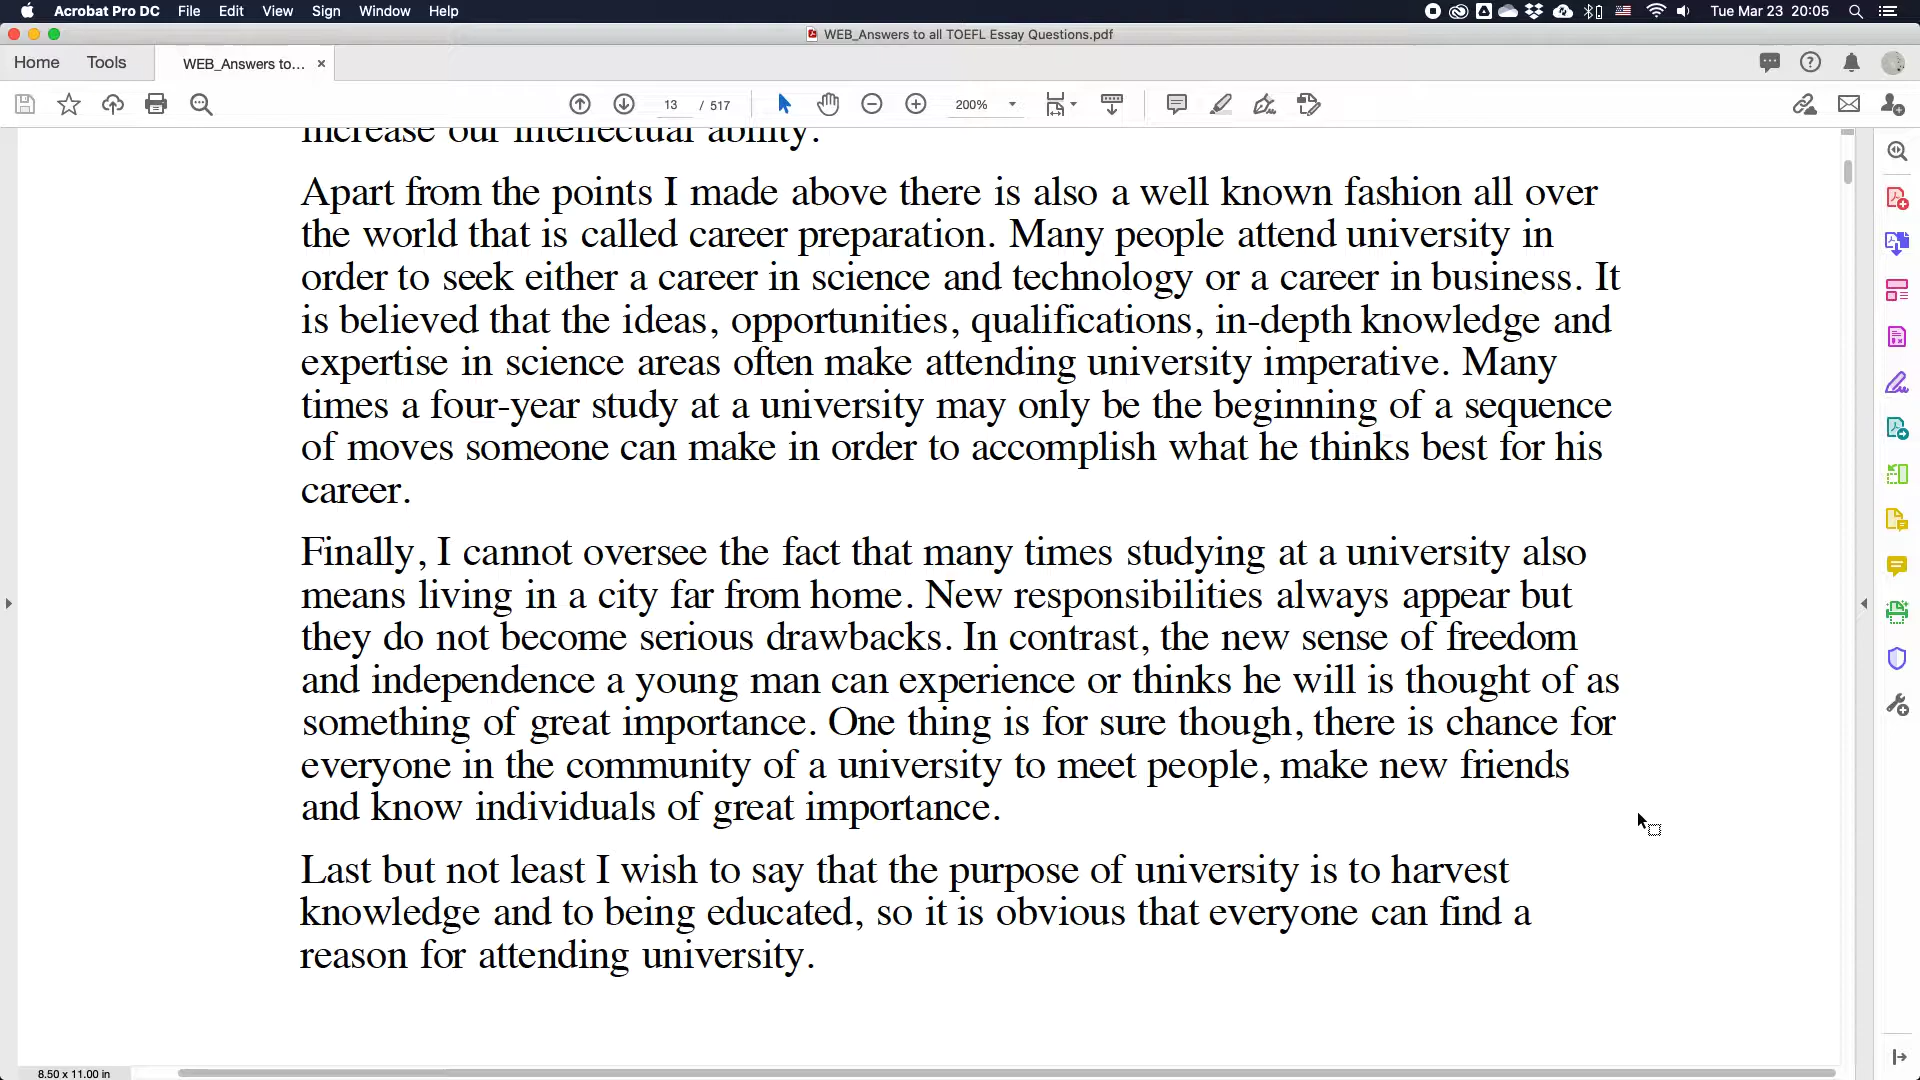 Acrobat Pro DC File Edit View Sign Window Help Tue Mar 23 20:05
WEB_Answers to all TOEFL Essay Questions.pdf
Home Tools WEB_Answers to... ×
13 / 517 200%
increase our intellectual ability.
Apart from the points I made above there is also a well known fashion all over
the world that is called career preparation. Many people attend university in
order to seek either a career in science and technology or a career in business. It
is believed that the ideas, opportunities, qualifications, in-depth knowledge and
expertise in science areas often make attending university imperative. Many
times a four-year study at a university may only be the beginning of a sequence
of moves someone can make in order to accomplish what he thinks best for his
career.
Finally, I cannot oversee the fact that many times studying at a university also
means living in a city far from home. New responsibilities always appear but
they do not become serious drawbacks. In contrast, the new sense of freedom
and independence a young man can experience or thinks he will is thought of as
something of great importance. One thing is for sure though, there is chance for
everyone in the community of a university to meet people, make new friends
and know individuals of great importance.
Last but not least I wish to say that the purpose of university is to harvest
knowledge and to being educated, so it is obvious that everyone can find a
reason for attending university.
8.50 x 11.00 in